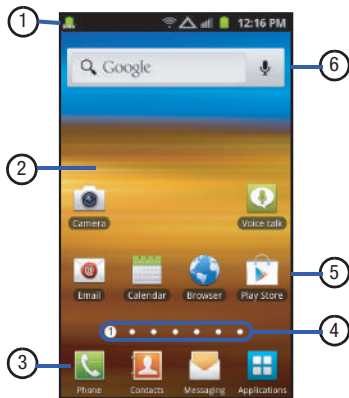 1
12:16 PM
Google
6
2
Camera
Voice talk
Email
Calendar
Browser
Play Store
5
1
4
3
Phone
Contacts
Messaging
Applications